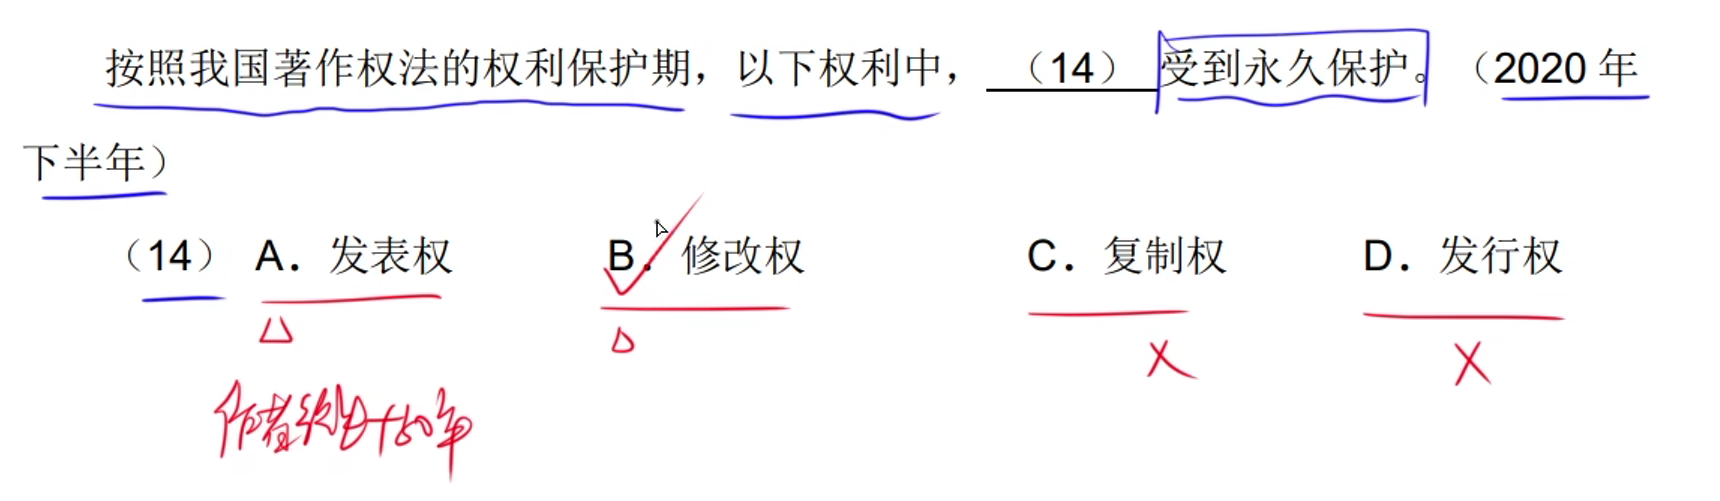 按照我国著作权法的权利保护期，以下权利中，（14）受到永久保护。（2020 年
下半年）
（14） A．发表权 B．修改权 C．复制权 D．发行权
作者终身+50年